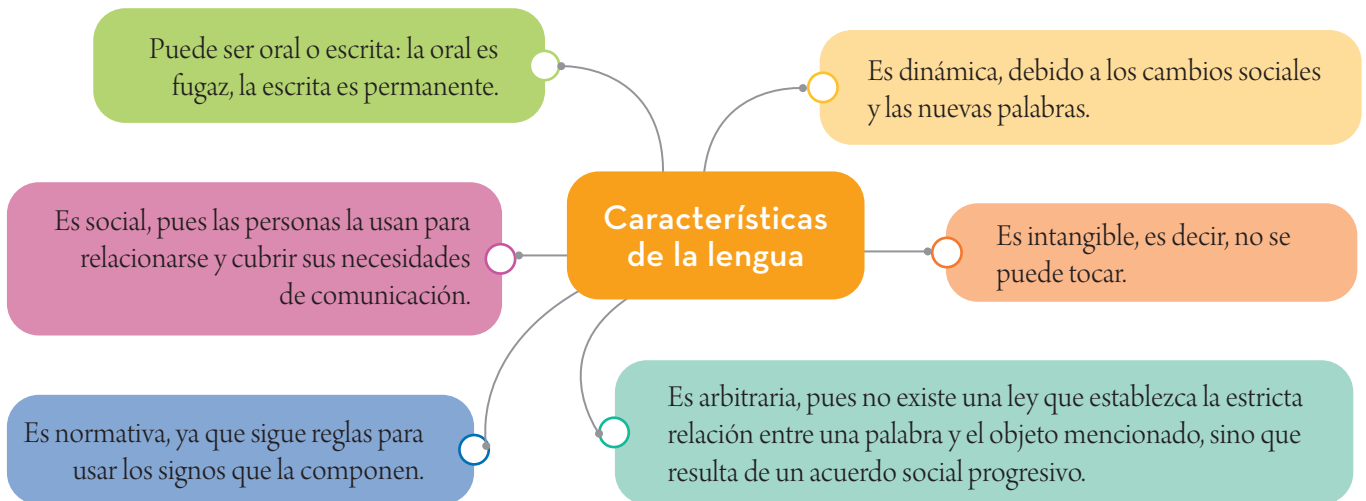 Puede ser oral o escrita: la oral es
fugaz, la escrita es permanente.
Es dinámica, debido a los cambios sociales
y las nuevas palabras.
Es social, pues las personas la usan para
relacionarse y cubrir sus necesidades
de comunicación.
Características
de la lengua
Es intangible, es decir, no se
puede tocar.
Es normativa, ya que sigue reglas para
usar los signos que la componen.
Es arbitraria, pues no existe una ley que establezca la estricta
relación entre una palabra y el objeto mencionado, sino que
resulta de un acuerdo social progresivo.